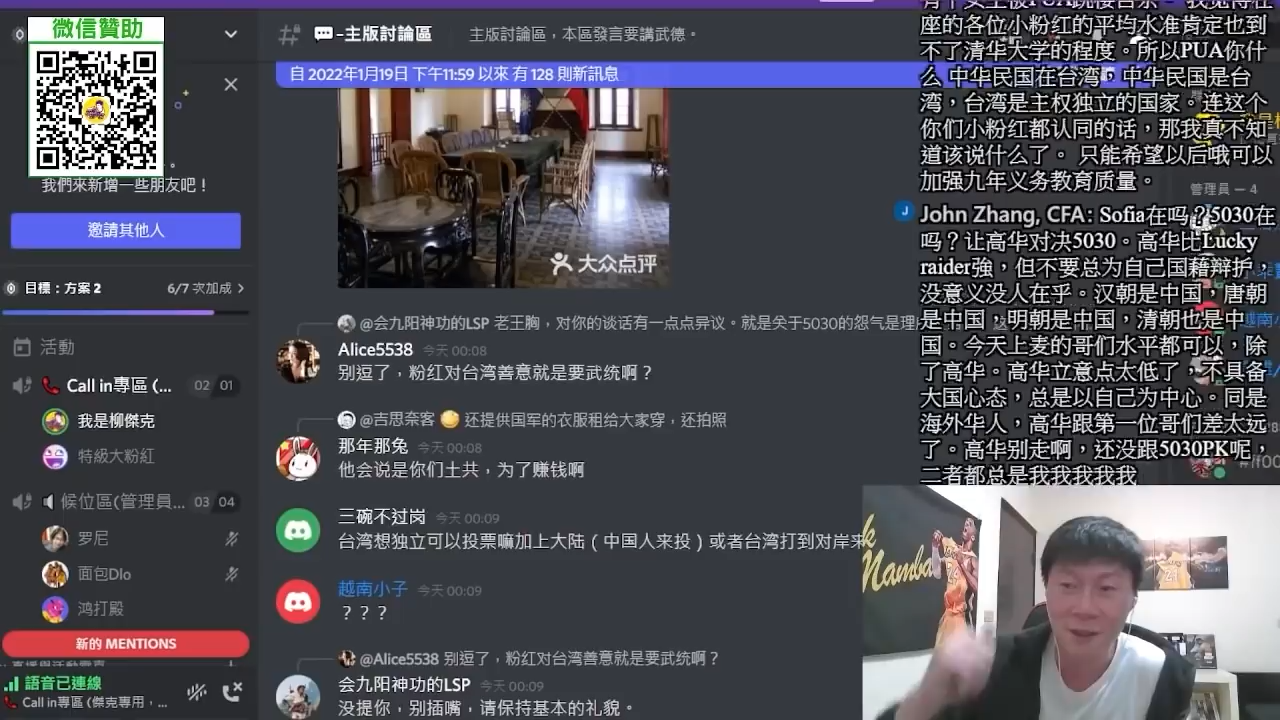 微信贊助
我們來新增一些朋友吧！
邀請其他人
目標：方案 2
6/7 次加成
活動
Call in專區 (...
02 01
我是柳傑克
特級大粉紅
候位區(管理員...
03 04
罗尼
面包Dlo
鸿打殿
新的 MENTIONS
語音已連線
Call in專區 (傑克專用，...
-主版討論區
主版討論區，本區發言要講武德。
自 2022年1月19日 下午11:59 以來 有 128 則新訊息
大众点评
@会九阳神功的LSP 老王胸，对你的谈话有一点点异议。就是关于5030的怨气是理
Alice5538 今天 00:08
别逗了，粉红对台湾善意就是要武统啊？
@吉思奈客 还提供国军的衣服租给大家穿，还拍照
那年那兔 今天 00:08
他会说是你们土共，为了赚钱啊
三碗不过岗 今天 00:09
台湾想独立可以投票嘛加上大陆（中国人来投）或者台湾打到对岸来
越南小子 今天 00:09
？？？
@Alice5538 别逗了，粉红对台湾善意就是要武统啊？
会九阳神功的LSP 今天 00:09
没提你，别插嘴，请保持基本的礼貌。
座的各位小粉红的平均水准肯定也到
不了清华大学的程度。所以PUA你什
么 中华民国在台湾，中华民国是台
湾，台湾是主权独立的国家。连这个
你们小粉红都认同的话，那我真不知
道该说什么了。 只能希望以后哦可以
加强九年义务教育质量。
管理員 — 4
John Zhang, CFA: Sofia在吗？5030在
吗？让高华对决5030。高华比Lucky
raider強，但不要总为自己国藉辩护，
没意义没人在乎。汉朝是中国，唐朝
是中国，明朝是中国，清朝也是中
国。今天上麦的哥们水平都可以，除
了高华。高华立意点太低了，不具备
大国心态，总是以自己为中心。同是
海外华人，高华跟第一位哥们差太远
了。高华别走啊，还没跟5030PK呢，
二者都总是我我我我我
Mamba